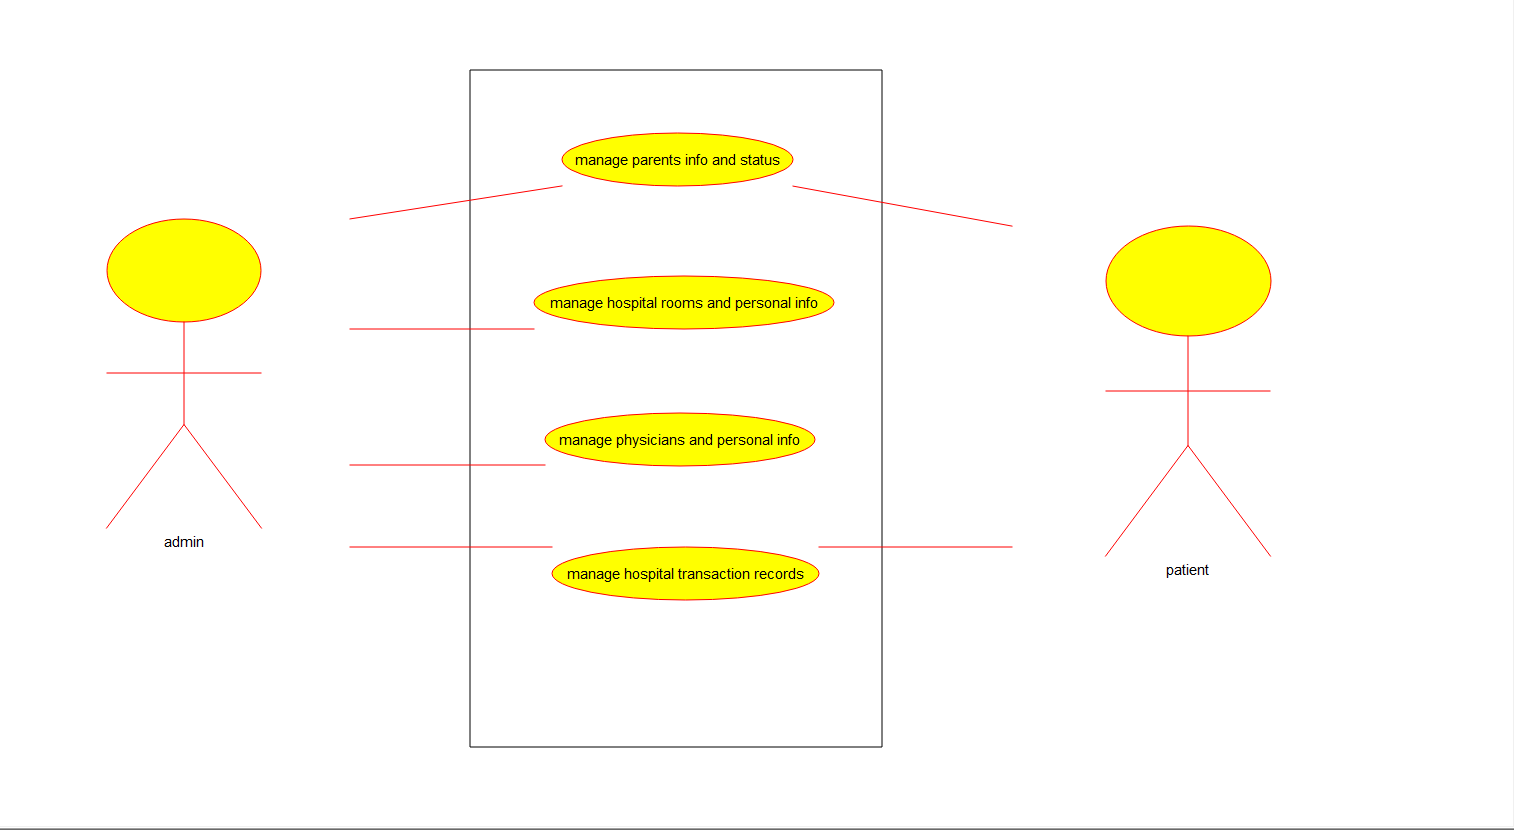 manage parents info and status
manage hospital rooms and personal info
manage physicians and personal info
admin
manage hospital transaction records
patient